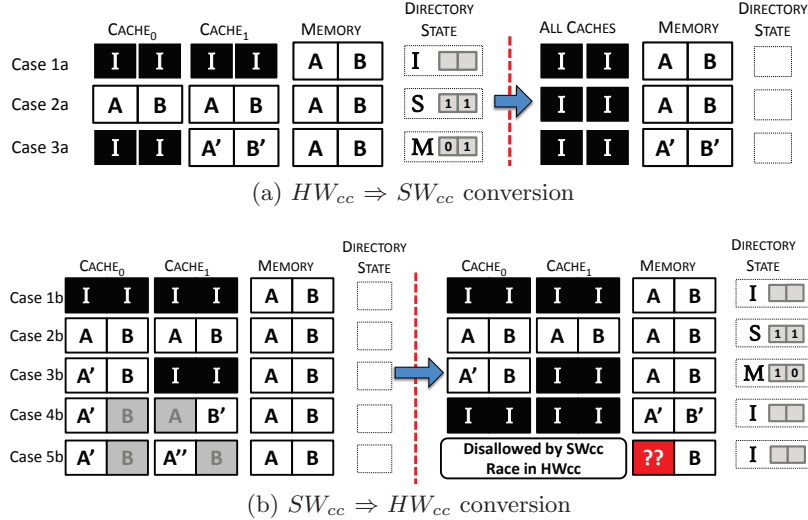 CACHE₀ CACHE₁ MEMORY DIRECTORY STATE ALL CACHES MEMORY DIRECTORY STATE
Case 1a I I I I A B I I I A B
Case 2a A B A B A B S 1 1 I I A B
Case 3a I I A' B' A B M 0 1 I I A' B'
(a) HWcc ⇒ SWcc conversion
CACHE₀ CACHE₁ MEMORY DIRECTORY STATE CACHE₀ CACHE₁ MEMORY DIRECTORY STATE
Case 1b I I I I A B I I I I A B I
Case 2b A B A B A B A B A B A B S 1 1
Case 3b A' B I I A B A' B I I A B M 1 0
Case 4b A' B A B' A B I I I I A' B' I
Case 5b A' B A'' B A B Disallowed by SWcc ?? B I
Race in HWcc
(b) SWcc ⇒ HWcc conversion